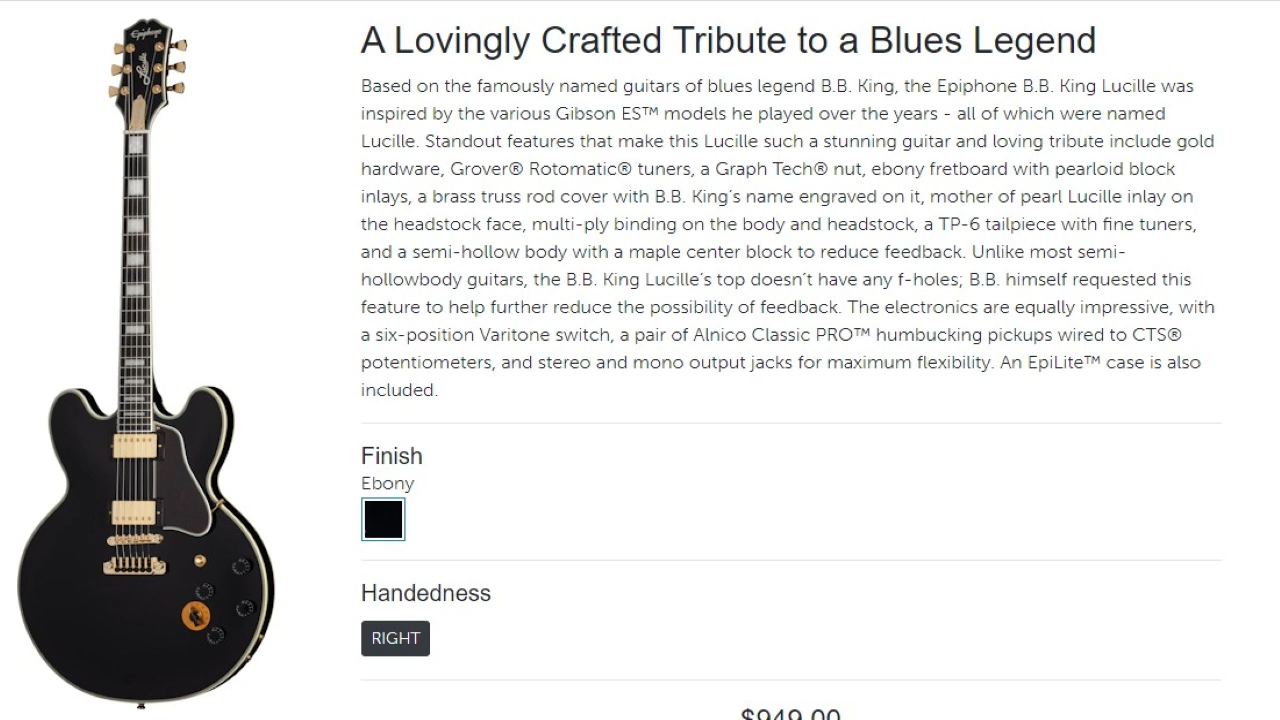 Epiphone
Lucille
A Lovingly Crafted Tribute to a Blues Legend
Based on the famously named guitars of blues legend B.B. King, the Epiphone B.B. King Lucille was
inspired by the various Gibson ES™ models he played over the years - all of which were named
Lucille. Standout features that make this Lucille such a stunning guitar and loving tribute include gold
hardware, Grover® Rotomatic® tuners, a Graph Tech® nut, ebony fretboard with pearloid block
inlays, a brass truss rod cover with B.B. King´s name engraved on it, mother of pearl Lucille inlay on
the headstock face, multi-ply binding on the body and headstock, a TP-6 tailpiece with fine tuners,
and a semi-hollow body with a maple center block to reduce feedback. Unlike most semi-
hollowbody guitars, the B.B. King Lucille´s top doesn´t have any f-holes; B.B. himself requested this
feature to help further reduce the possibility of feedback. The electronics are equally impressive, with
a six-position Varitone switch, a pair of Alnico Classic PRO™ humbucking pickups wired to CTS®
potentiometers, and stereo and mono output jacks for maximum flexibility. An EpiLite™ case is also
included.
Finish
Ebony
Handedness
RIGHT
$949.00